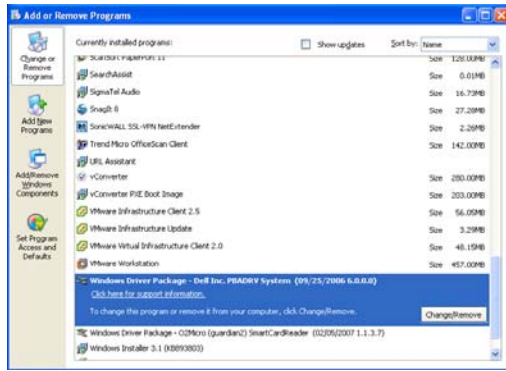 Add or Remove Programs
Change or
Remove
Programs
Add New
Programs
Add/Remove
Windows
Components
Set Program
Access and
Defaults
Currently installed programs:
Show updates
Sort by: Name
ScanSoft PaperPort 11 Size 128.00MB
SearchAssist Size 0.01MB
SigmaTel Audio Size 16.73MB
SnagIt 8 Size 27.28MB
SonicWALL SSL-VPN NetExtender Size 2.26MB
Trend Micro OfficeScan Client Size 142.00MB
URL Assistant
vConverter Size 280.00MB
vConverter PXE Boot Image Size 203.00MB
VMware Infrastructure Client 2.5 Size 56.05MB
VMware Infrastructure Update Size 3.29MB
VMware Virtual Infrastructure Client 2.0 Size 48.15MB
VMware Workstation Size 457.00MB
Windows Driver Package - Dell Inc. PBADRV System (09/25/2006 6.0.0.0)
Click here for support information.
To change this program or remove it from your computer, click Change/Remove.
Change/Remove
Windows Driver Package - O2Micro (guardian2) SmartCardReader (02/05/2007 1.1.3.7)
Windows Installer 3.1 (KB893803)